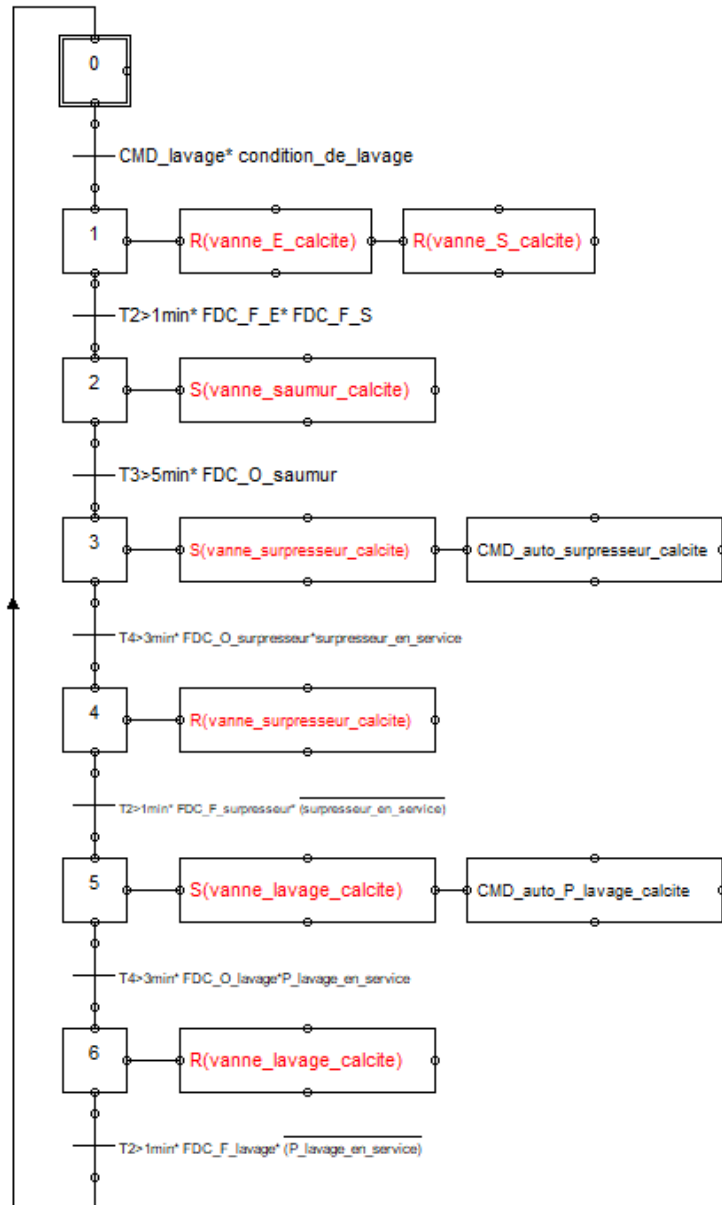 0
CMD_lavage* condition_de_lavage
1 R(vanne_E_calcite) R(vanne_S_calcite)
T2>1min* FDC_F_E* FDC_F_S
2 S(vanne_saumur_calcite)
T3>5min* FDC_O_saumur
3 S(vanne_surpresseur_calcite) CMD_auto_surpresseur_calcite
T4>3min* FDC_O_surpresseur*surpresseur_en_service
4 R(vanne_surpresseur_calcite)
T2>1min* FDC_F_surpresseur* (surpresseur_en_service)
5 S(vanne_lavage_calcite) CMD_auto_P_lavage_calcite
T4>3min* FDC_O_lavage*P_lavage_en_service
6 R(vanne_lavage_calcite)
T2>1min* FDC_F_lavage* (P_lavage_en_service)